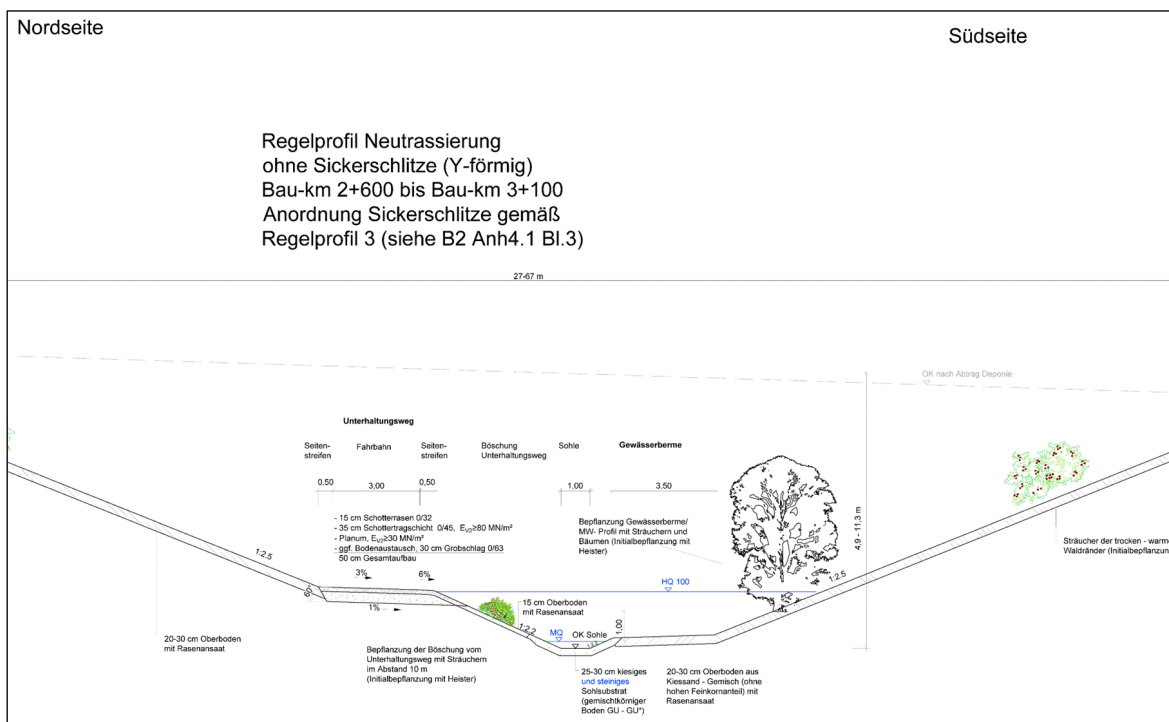 Nordseite
Südseite
Regelprofil Neutrassierung
ohne Sickerschlitze (Y-förmig)
Bau-km 2+600 bis Bau-km 3+100
Anordnung Sickerschlitze gemäß
Regelprofil 3 (siehe B2 Anh4.1 Bl.3)
27-67 m
OK nach Abtrag Deponie
Unterhaltungsweg
Seiten-
streifen
Fahrbahn
Seiten-
streifen
Böschung
Unterhaltungsweg
Sohle
Gewässerberme
0,50
3,00
0,50
1,00
3,50
- 15 cm Schotterrasen 0/32
- 35 cm Schottertragschicht 0/45, EV2≥80 MN/m²
- Planum, EV2≥30 MN/m²
- ggf. Bodenaustausch, 30 cm Grobschlag 0/63
50 cm Gesamtaufbau
Bepflanzung Gewässerberme/
MW- Profil mit Sträuchern und
Bäumen (Initialbepflanzung mit
Heister)
4,9 - 11,3 m
Sträucher der trocken - warme
Waldränder (Initialbepflanzun
1:2.5
3%
6%
HQ 100
1:2.5
60
1%
15 cm Oberboden
mit Rasenansaat
1:2.2
MQ
OK Sohle
1,00
20-30 cm Oberboden
mit Rasenansaat
Bepflanzung der Böschung vom
Unterhaltungsweg mit Sträuchern
im Abstand 10 m
(Initialbepflanzung mit Heister)
25-30 cm kiesiges
und steiniges
Sohlsubstrat
(gemischtkörniger
Boden GU - GU*)
20-30 cm Oberboden aus
Kiessand - Gemisch (ohne
hohen Feinkornanteil) mit
Rasenansaat